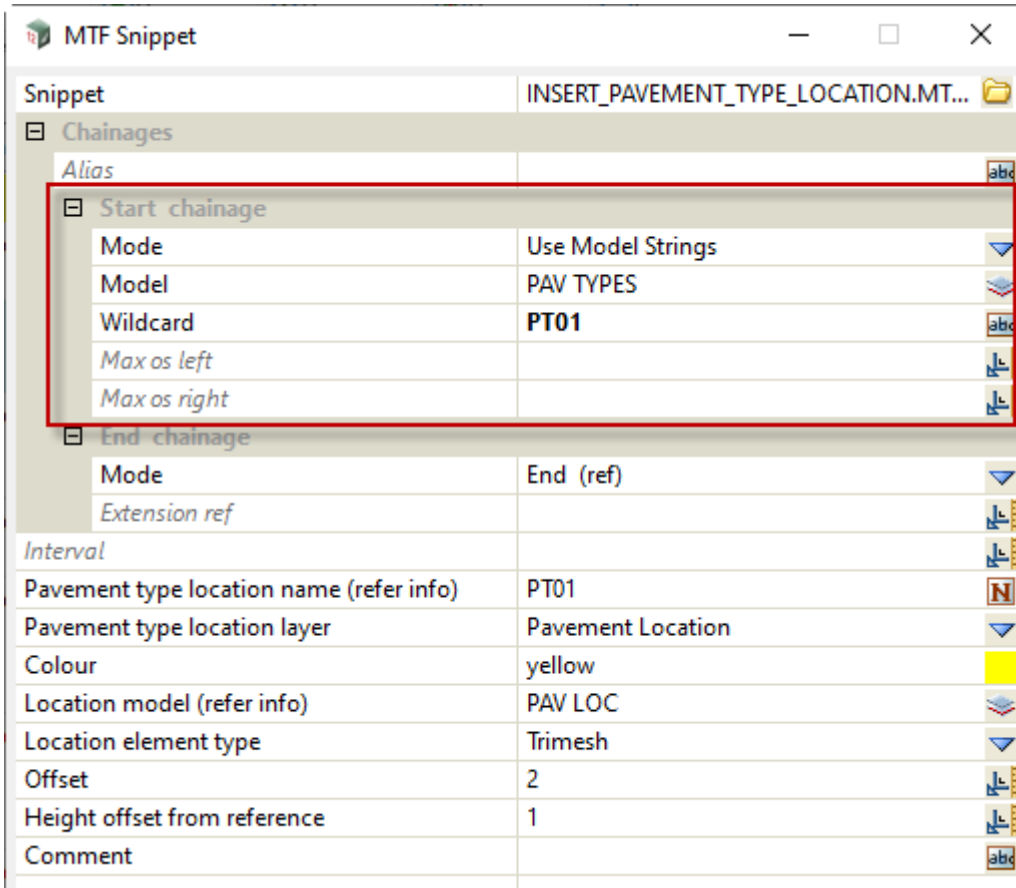 MTF Snippet
Snippet INSERT_PAVEMENT_TYPE_LOCATION.MT...
Chainages
Alias abc
Start chainage
Mode Use Model Strings
Model PAV TYPES
Wildcard PT01 abc
Max os left
Max os right
End chainage
Mode End (ref)
Extension ref
Interval
Pavement type location name (refer info) PT01 N
Pavement type location layer Pavement Location
Colour yellow
Location model (refer info) PAV LOC
Location element type Trimesh
Offset 2
Height offset from reference 1
Comment abc